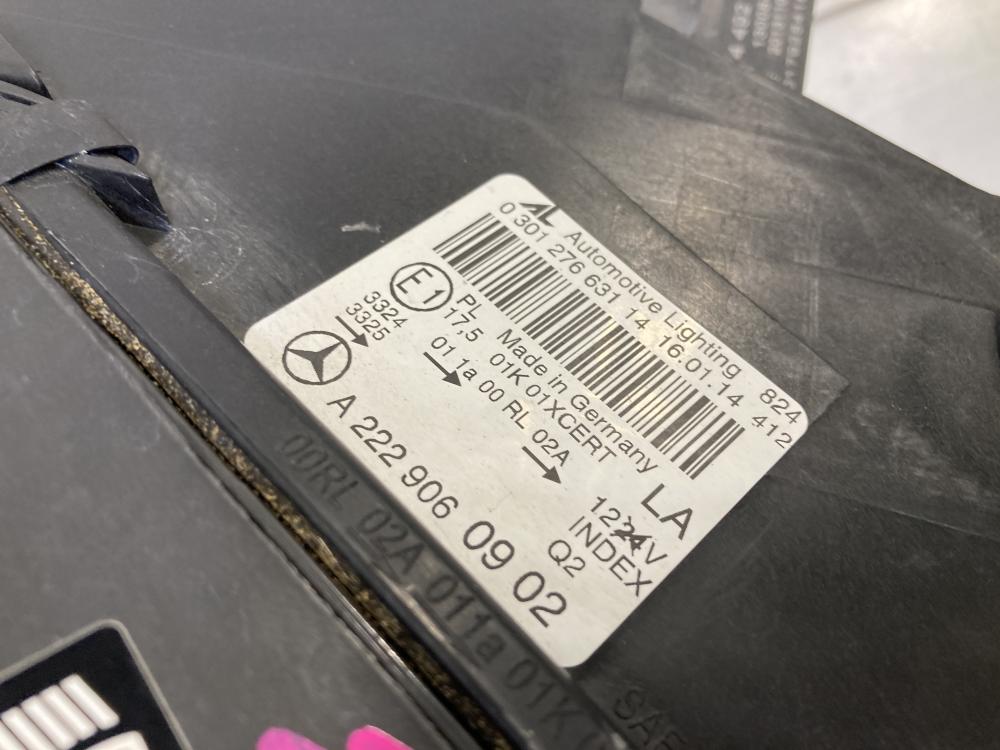 AL Automotive Lighting 824
0 301 276 631 14 16.01.14 412
E1
PL Made in Germany
17,5 01K 01XCERT
3324 01 1a 00 RL 02A
3325
LA
1224V
INDEX
Q2
A 222 906 09 02
00RL 02A 011a 01K
SAE